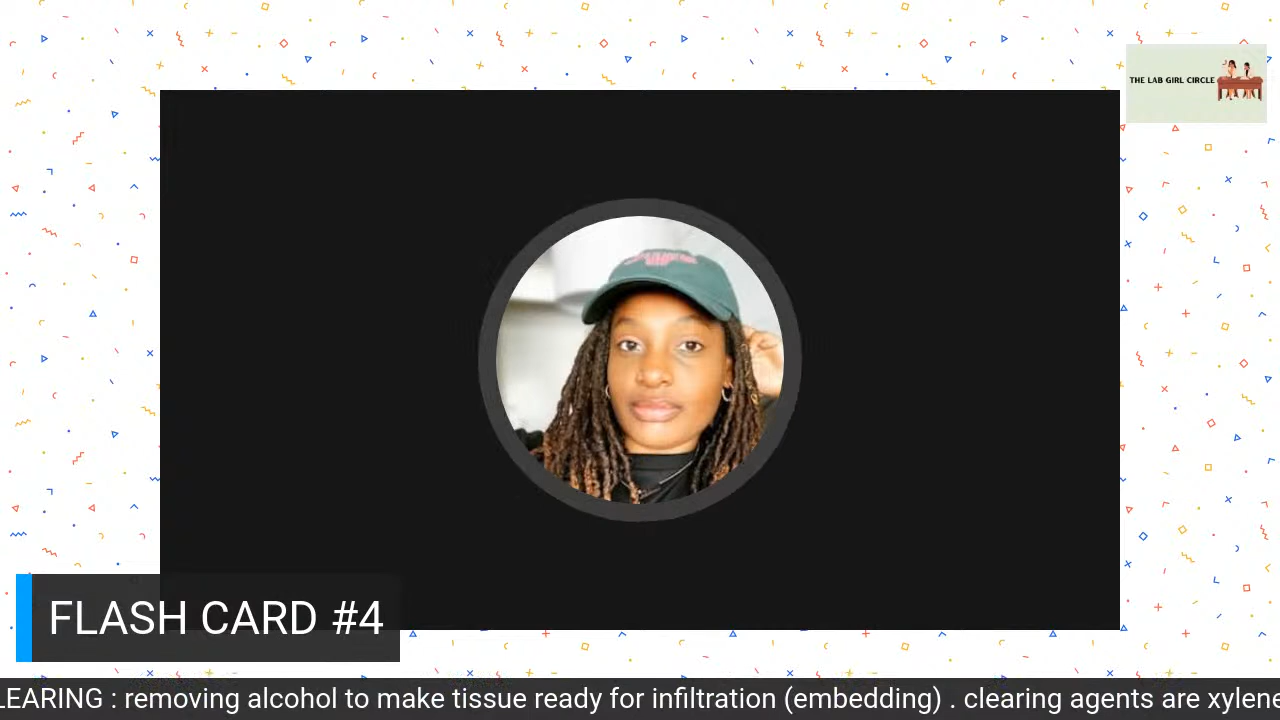 THE LAB GIRL CIRCLE
FLASH CARD #4
LEARING : removing alcohol to make tissue ready for infiltration (embedding) . clearing agents are xylene